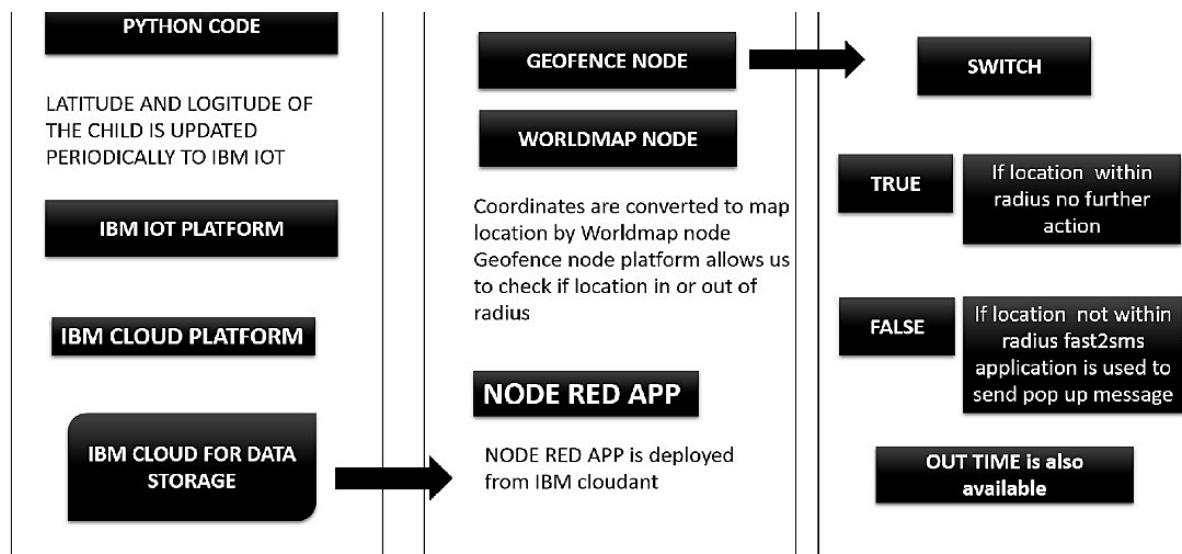 PYTHON CODE
LATITUDE AND LOGITUDE OF
THE CHILD IS UPDATED
PERIODICALLY TO IBM IOT
IBM IOT PLATFORM
IBM CLOUD PLATFORM
IBM CLOUD FOR DATA
STORAGE
GEOFENCE NODE
WORLDMAP NODE
Coordinates are converted to map
location by Worldmap node
Geofence node platform allows us
to check if location in or out of
radius
NODE RED APP
NODE RED APP is deployed
from IBM cloudant
SWITCH
TRUE
If location within
radius no further
action
FALSE
If location not within
radius fast2sms
application is used to
send pop up message
OUT TIME is also
available